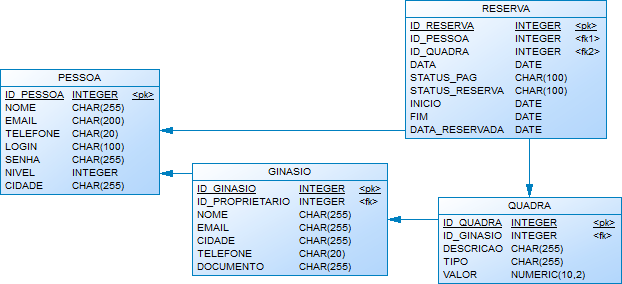 RESERVA
ID_RESERVA INTEGER <pk>
ID_PESSOA INTEGER <fk1>
ID_QUADRA INTEGER <fk2>
DATA DATE
STATUS_PAG CHAR(100)
STATUS_RESERVA CHAR(100)
INICIO DATE
FIM DATE
DATA_RESERVADA DATE
PESSOA
ID_PESSOA INTEGER <pk>
NOME CHAR(255)
EMAIL CHAR(200)
TELEFONE CHAR(20)
LOGIN CHAR(100)
SENHA CHAR(255)
NIVEL INTEGER
CIDADE CHAR(255)
GINASIO
ID_GINASIO INTEGER <pk>
ID_PROPRIETARIO INTEGER <fk>
NOME CHAR(255)
EMAIL CHAR(255)
CIDADE CHAR(255)
TELEFONE CHAR(20)
DOCUMENTO CHAR(255)
QUADRA
ID_QUADRA INTEGER <pk>
ID_GINASIO INTEGER <fk>
DESCRICAO CHAR(255)
TIPO CHAR(255)
VALOR NUMERIC(10,2)